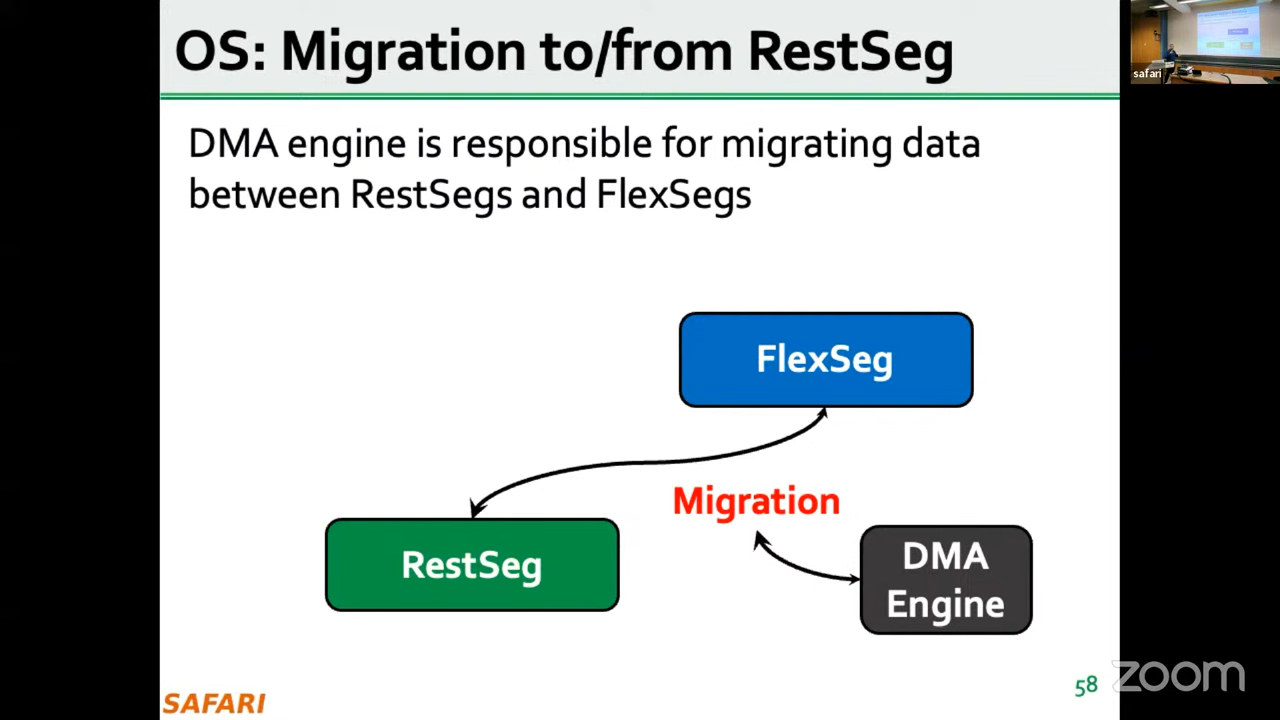 OS: Migration to/from RestSeg
safari
DMA engine is responsible for migrating data
between RestSegs and FlexSegs
FlexSeg
Migration
RestSeg
DMA
Engine
SAFARI
58
zoom